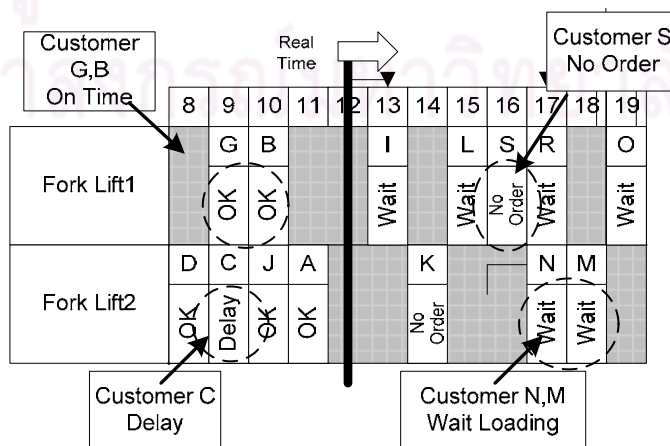 Customer
G,B
On Time
Real
Time
Customer S
No Order
8 9 10 11 12 13 14 15 16 17 18 19
Fork Lift1
G B I L S R O
OK OK Wait Wait No Order Wait Wait
Fork Lift2
D C J A K N M
OK Delay OK OK No Order Wait Wait
Customer C
Delay
Customer N,M
Wait Loading